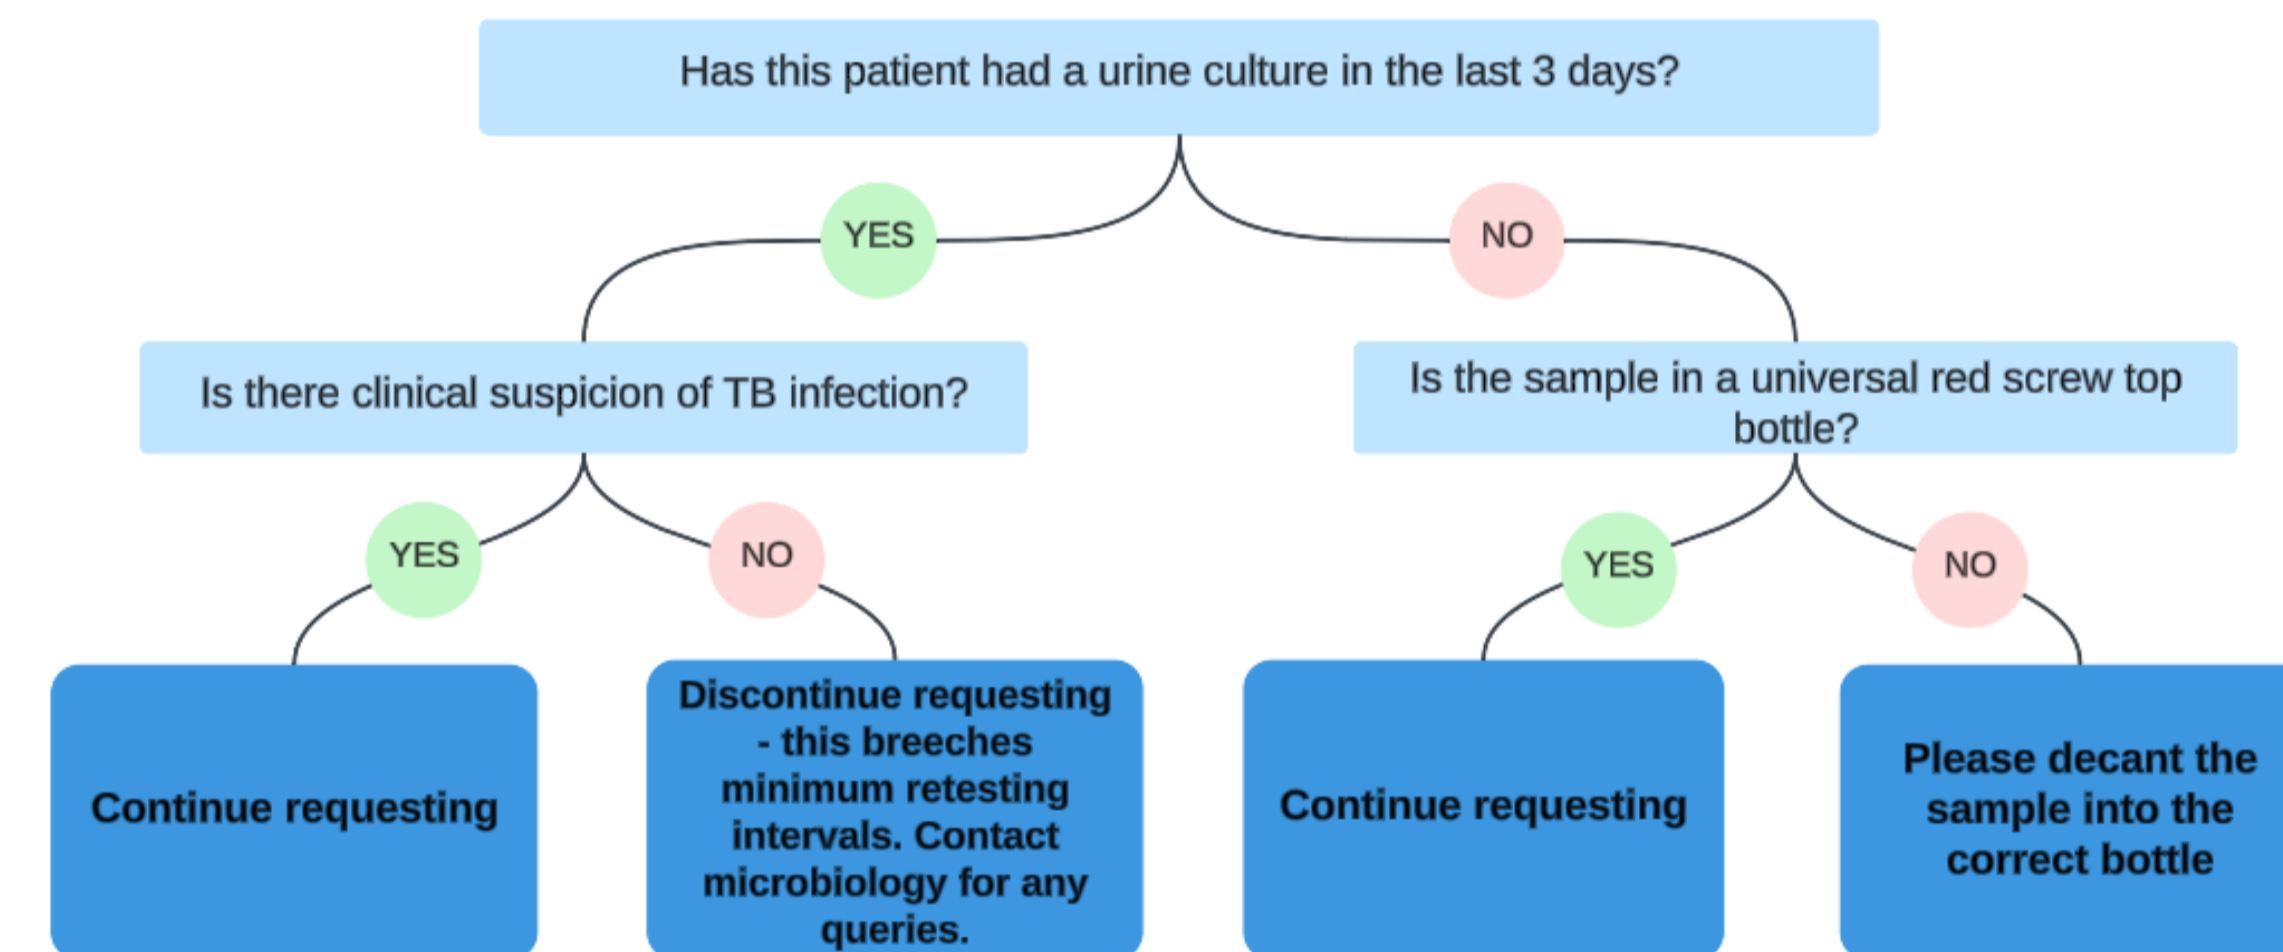 Has this patient had a urine culture in the last 3 days?
YES
NO
Is there clinical suspicion of TB infection?
Is the sample in a universal red screw top
bottle?
YES
NO
YES
NO
Continue requesting
Discontinue requesting
- this breeches
minimum retesting
intervals. Contact
microbiology for any
queries.
Continue requesting
Please decant the
sample into the
correct bottle